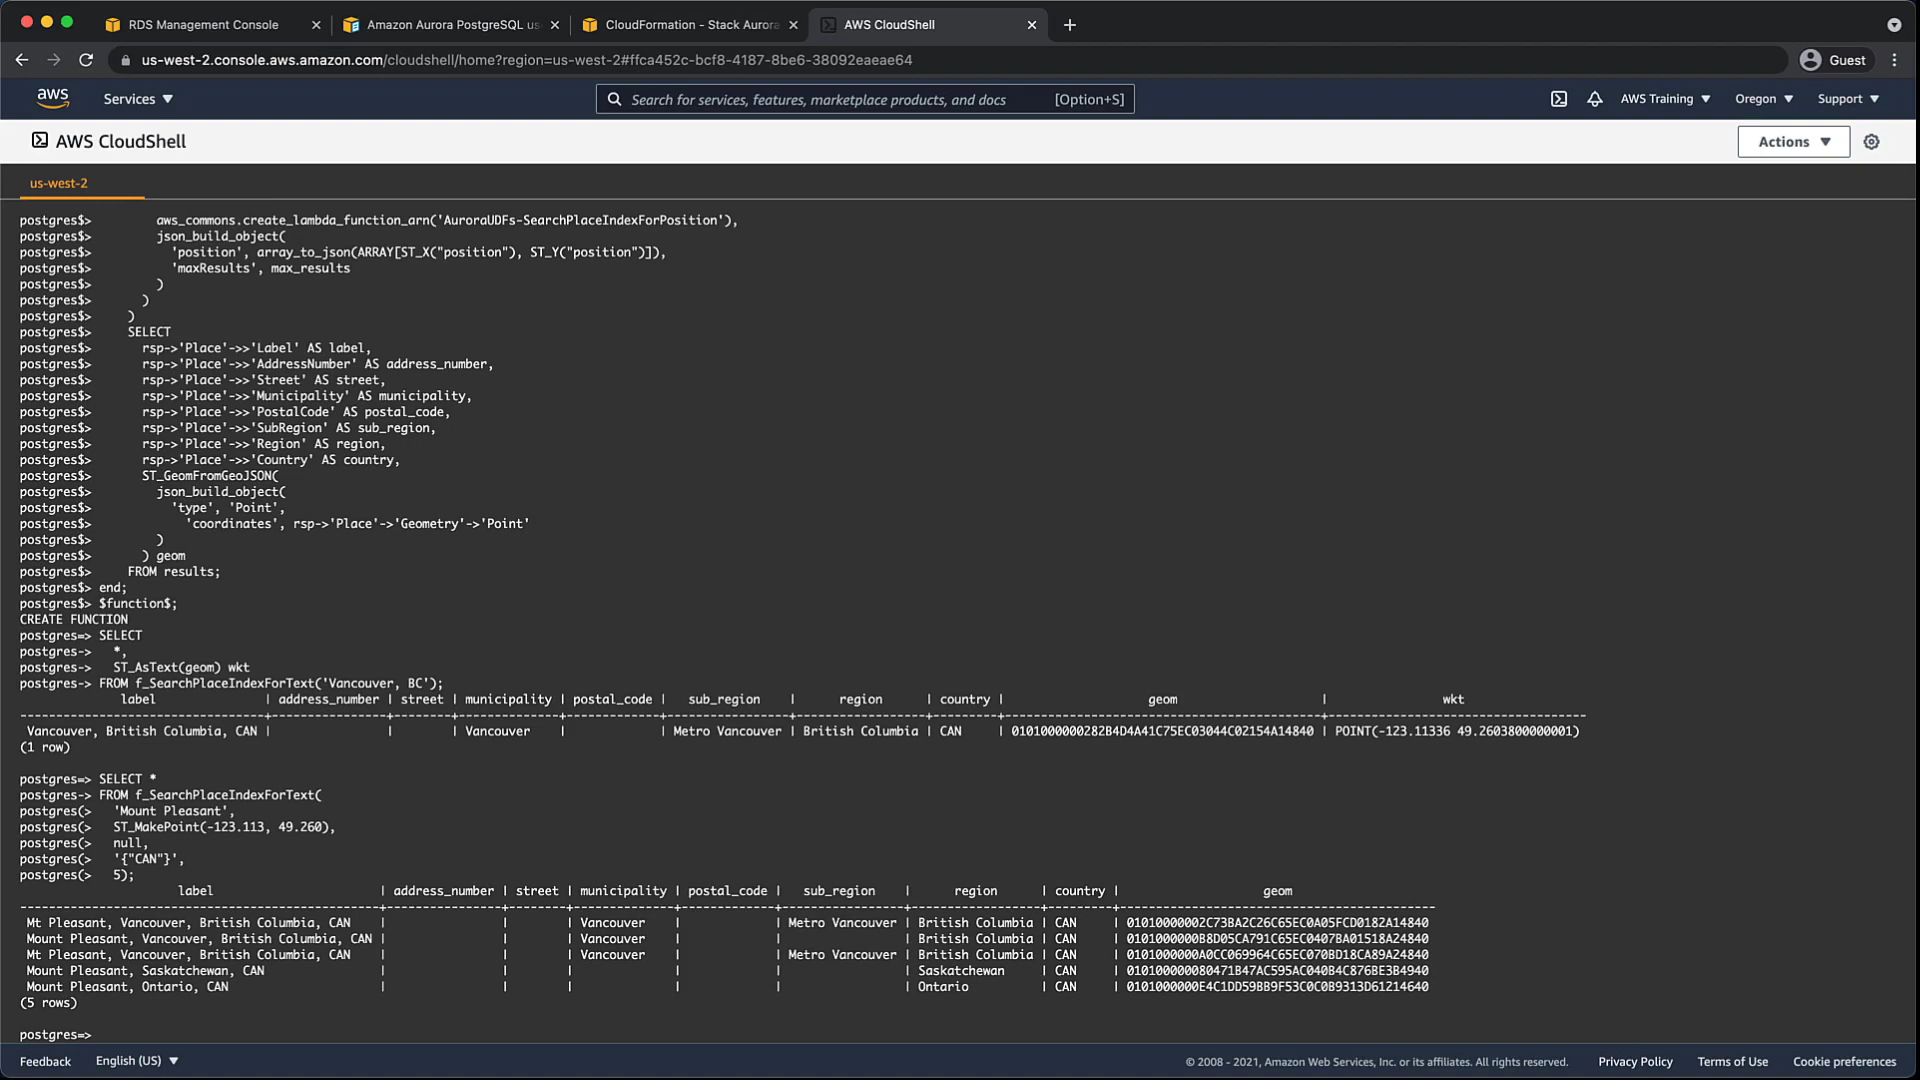 RDS Management Console
Amazon Aurora PostgreSQL us
CloudFormation - Stack Aurora
AWS CloudShell
us-west-2.console.aws.amazon.com/cloudshell/home?region=us-west-2#ffca452c-bcf8-4187-8be6-38092eaeae64
Guest
aws
Services
Search for services, features, marketplace products, and docs
[Option+S]
AWS Training
Oregon
Support
AWS CloudShell
Actions
us-west-2
postgres$>         aws_commons.create_lambda_function_arn('AuroraUDFs-SearchPlaceIndexForPosition'),
postgres$>         json_build_object(
postgres$>           'position', array_to_json(ARRAY[ST_X("position"), ST_Y("position")]),
postgres$>           'maxResults', max_results
postgres$>         )
postgres$>       )
postgres$>     )
postgres$>     SELECT
postgres$>       rsp->'Place'->>'Label' AS label,
postgres$>       rsp->'Place'->>'AddressNumber' AS address_number,
postgres$>       rsp->'Place'->>'Street' AS street,
postgres$>       rsp->'Place'->>'Municipality' AS municipality,
postgres$>       rsp->'Place'->>'PostalCode' AS postal_code,
postgres$>       rsp->'Place'->>'SubRegion' AS sub_region,
postgres$>       rsp->'Place'->>'Region' AS region,
postgres$>       rsp->'Place'->>'Country' AS country,
postgres$>       ST_GeomFromGeoJSON(
postgres$>         json_build_object(
postgres$>           'type', 'Point',
postgres$>             'coordinates', rsp->'Place'->'Geometry'->'Point'
postgres$>         )
postgres$>       ) geom
postgres$>     FROM results;
postgres$> end;
postgres$> $function$;
CREATE FUNCTION
postgres=> SELECT
postgres->   *,
postgres->   ST_AsText(geom) wkt
postgres-> FROM f_SearchPlaceIndexForText('Vancouver, BC');
label | address_number | street | municipality | postal_code | sub_region | region | country | geom | wkt
Vancouver, British Columbia, CAN | | | Vancouver | | Metro Vancouver | British Columbia | CAN | 0101000000282B4D4A41C75EC03044C02154A14840 | POINT(-123.11336 49.2603800000001)
(1 row)
postgres=> SELECT *
postgres-> FROM f_SearchPlaceIndexForText(
postgres(>   'Mount Pleasant',
postgres(>   ST_MakePoint(-123.113, 49.260),
postgres(>   null,
postgres(>   '{"CAN"}',
postgres(>   5);
label | address_number | street | municipality | postal_code | sub_region | region | country | geom
Mt Pleasant, Vancouver, British Columbia, CAN | | | Vancouver | | Metro Vancouver | British Columbia | CAN | 01010000002C73BA2C26C65EC0A05FCD0182A14840
Mount Pleasant, Vancouver, British Columbia, CAN | | | Vancouver | | | British Columbia | CAN | 0101000000B8D05CA791C65EC0407BA01518A24840
Mt Pleasant, Vancouver, British Columbia, CAN | | | Vancouver | | Metro Vancouver | British Columbia | CAN | 0101000000A0CC069964C65EC070BD18CA89A24840
Mount Pleasant, Saskatchewan, CAN | | | | | | Saskatchewan | CAN | 010100000080471B47AC595AC040B4C876BE3B4940
Mount Pleasant, Ontario, CAN | | | | | | Ontario | CAN | 0101000000E4C1DD59BB9F53C0C0B9313D61214640
(5 rows)
postgres=>
Feedback
English (US)
© 2008 - 2021, Amazon Web Services, Inc. or its affiliates. All rights reserved.
Privacy Policy
Terms of Use
Cookie preferences